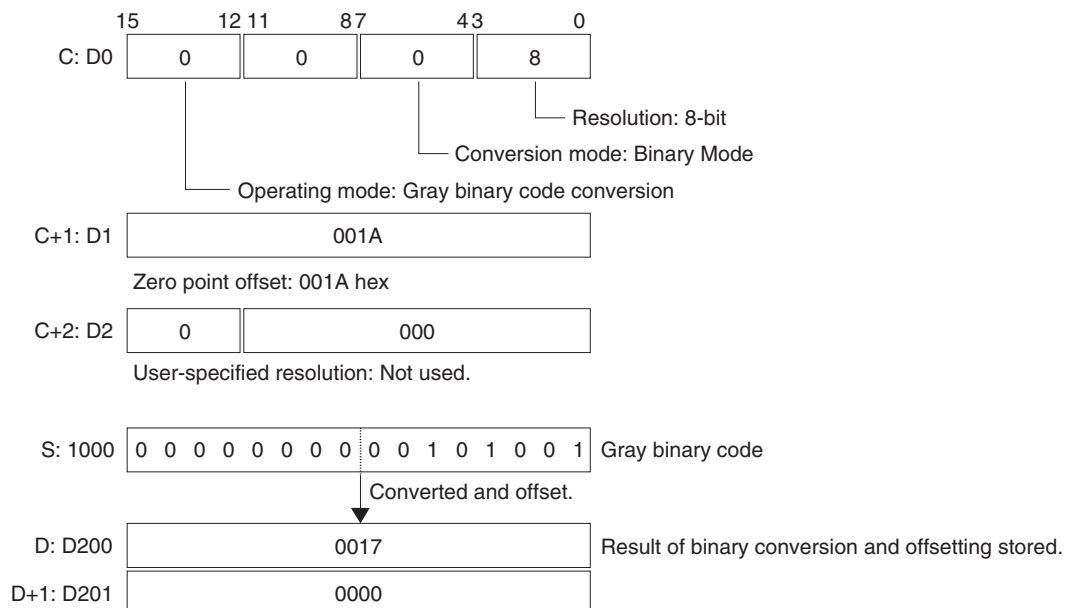 15 12 11 8 7 4 3 0
C: D0 0 0 0 8
Resolution: 8-bit
Conversion mode: Binary Mode
Operating mode: Gray binary code conversion
C+1: D1 001A
Zero point offset: 001A hex
C+2: D2 0 000
User-specified resolution: Not used.
S: 1000 0 0 0 0 0 0 0 0 0 0 1 0 1 0 0 1 Gray binary code
Converted and offset.
D: D200 0017 Result of binary conversion and offsetting stored.
D+1: D201 0000